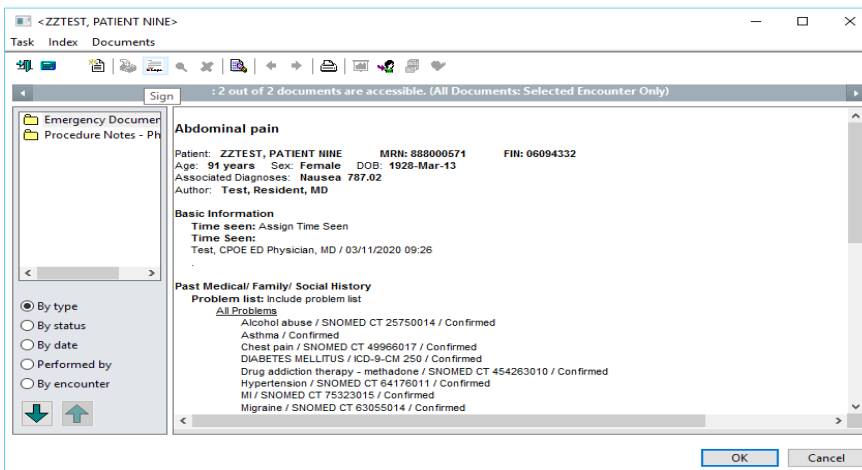 <ZZTEST, PATIENT NINE>
Task Index Documents
Sign
: 2 out of 2 documents are accessible. (All Documents: Selected Encounter Only)
Emergency Documen
Procedure Notes - Ph
By type
By status
By date
Performed by
By encounter
Abdominal pain
Patient: ZZTEST, PATIENT NINE MRN: 888000571 FIN: 06094332
Age: 91 years Sex: Female DOB: 1928-Mar-13
Associated Diagnoses: Nausea 787.02
Author: Test, Resident, MD
Basic Information
Time seen: Assign Time Seen
Time Seen:
Test, CPOE ED Physician, MD / 03/11/2020 09:26
.
Past Medical/ Family/ Social History
Problem list: Include problem list
All Problems
Alcohol abuse / SNOMED CT 25750014 / Confirmed
Asthma / Confirmed
Chest pain / SNOMED CT 49966017 / Confirmed
DIABETES MELLITUS / ICD-9-CM 250 / Confirmed
Drug addiction therapy - methadone / SNOMED CT 454263010 / Confirmed
Hypertension / SNOMED CT 64176011 / Confirmed
MI / SNOMED CT 75323015 / Confirmed
Migraine / SNOMED CT 63055014 / Confirmed
OK Cancel